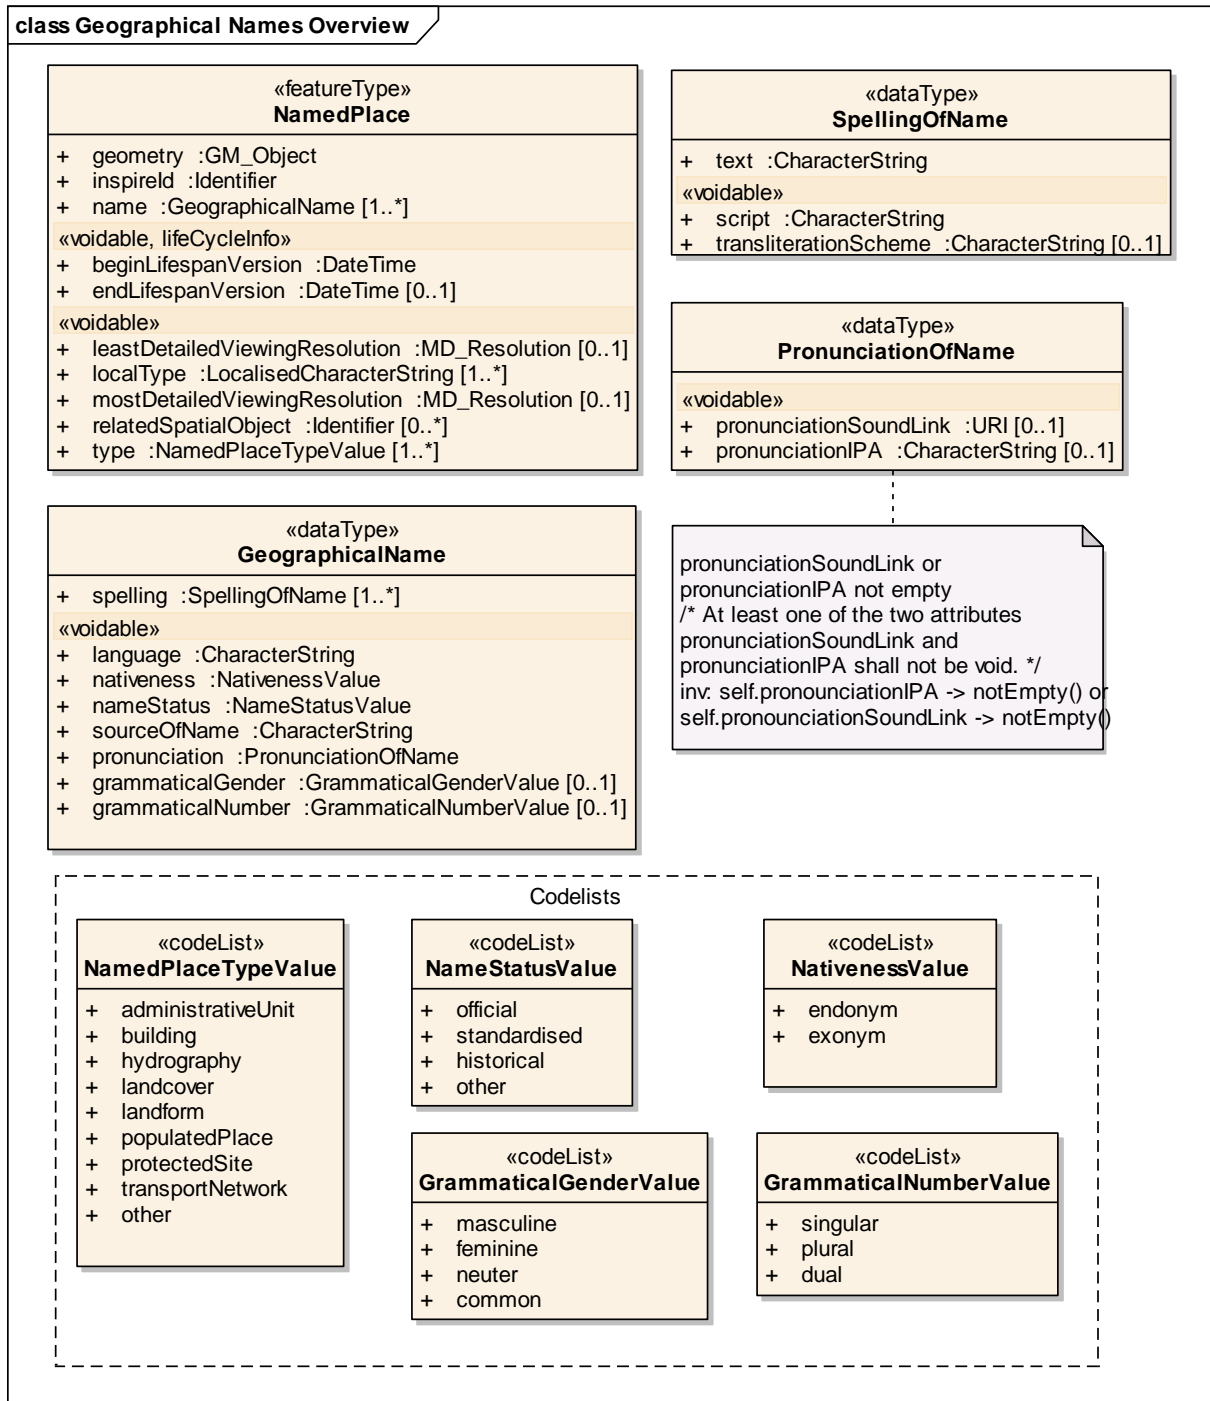 class Geographical Names Overview
«featureType»
NamedPlace
+ geometry :GM_Object
+ inspireId :Identifier
+ name :GeographicalName [1..*]
«voidable, lifeCycleInfo»
+ beginLifespanVersion :DateTime
+ endLifespanVersion :DateTime [0..1]
«voidable»
+ leastDetailedViewingResolution :MD_Resolution [0..1]
+ localType :LocalisedCharacterString [1..*]
+ mostDetailedViewingResolution :MD_Resolution [0..1]
+ relatedSpatialObject :Identifier [0..*]
+ type :NamedPlaceTypeValue [1..*]
«dataType»
SpellingOfName
+ text :CharacterString
«voidable»
+ script :CharacterString
+ transliterationScheme :CharacterString [0..1]
«dataType»
PronunciationOfName
«voidable»
+ pronunciationSoundLink :URI [0..1]
+ pronunciationIPA :CharacterString [0..1]
«dataType»
GeographicalName
+ spelling :SpellingOfName [1..*]
«voidable»
+ language :CharacterString
+ nativeness :NativenessValue
+ nameStatus :NameStatusValue
+ sourceOfName :CharacterString
+ pronunciation :PronunciationOfName
+ grammaticalGender :GrammaticalGenderValue [0..1]
+ grammaticalNumber :GrammaticalNumberValue [0..1]
pronunciationSoundLink or
pronunciationIPA not empty
/* At least one of the two attributes
pronunciationSoundLink and
pronunciationIPA shall not be void. */
inv: self.pronounciationIPA -> notEmpty() or
self.pronounciationSoundLink -> notEmpty()
Codelists
«codeList»
NamedPlaceTypeValue
+ administrativeUnit
+ building
+ hydrography
+ landcover
+ landform
+ populatedPlace
+ protectedSite
+ transportNetwork
+ other
«codeList»
NameStatusValue
+ official
+ standardised
+ historical
+ other
«codeList»
NativenessValue
+ endonym
+ exonym
«codeList»
GrammaticalGenderValue
+ masculine
+ feminine
+ neuter
+ common
«codeList»
GrammaticalNumberValue
+ singular
+ plural
+ dual